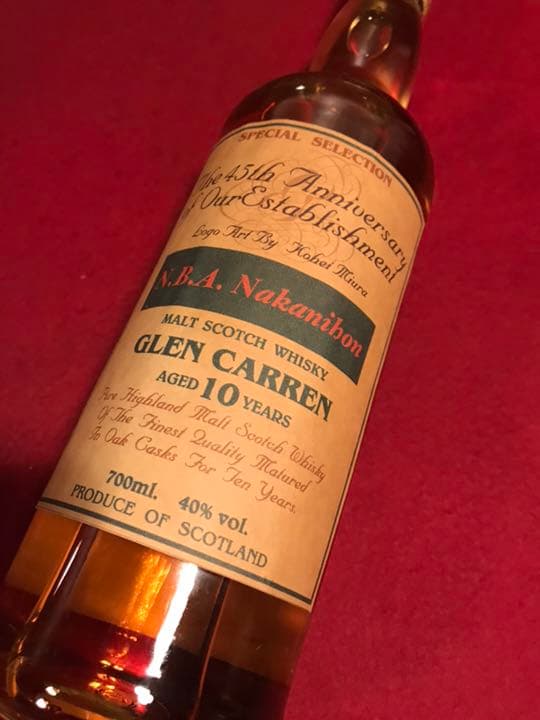 SPECIAL SELECTION
The 45th Anniversary
of Our Establishment
Logo Art By Kohei Miura
N.B.A. Nakanihon
MALT SCOTCH WHISKY
GLEN CARREN
AGED 10 YEARS
Pure Highland Malt Scotch Whisky
Of The Finest Quality Matured
In Oak Casks For Ten Years.
700ml. 40% vol.
PRODUCE OF SCOTLAND